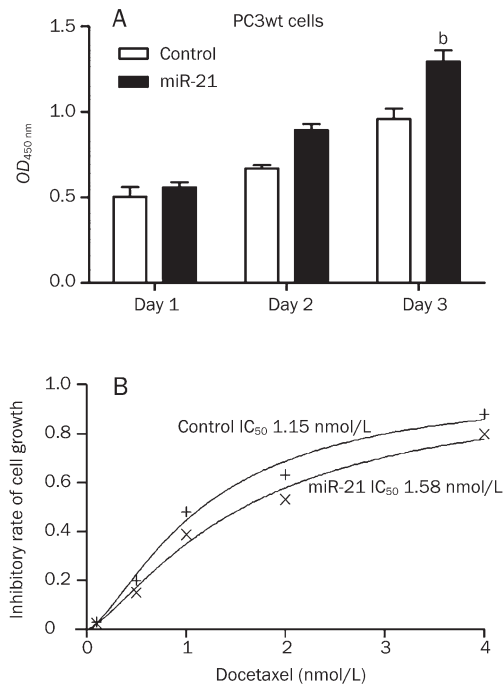 A
PC3wt cells
Control
miR-21
b
OD450 nm
1.5
1.0
0.5
0.0
Day 1
Day 2
Day 3
B
Control IC50 1.15 nmol/L
miR-21 IC50 1.58 nmol/L
Inhibitory rate of cell growth
1.0
0.8
0.6
0.4
0.2
0
0
1
2
3
4
Docetaxel (nmol/L)